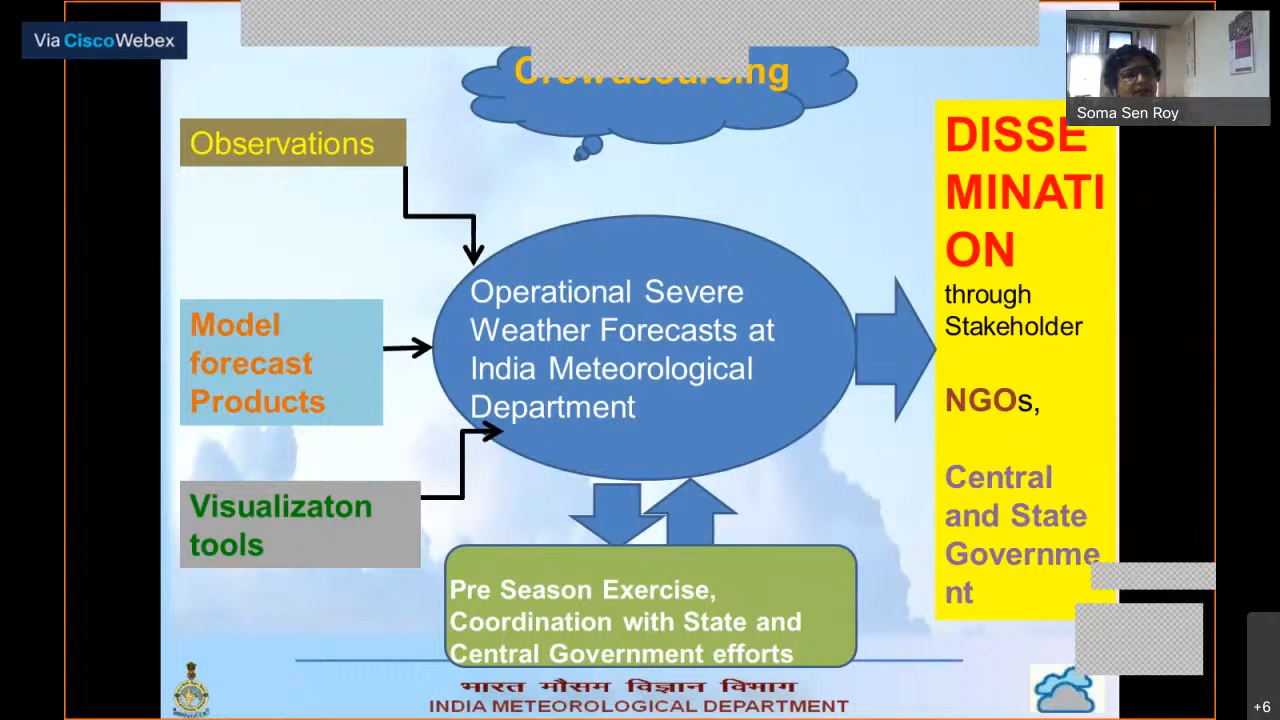 Via Cisco Webex
Soma Sen Roy
Observations
Model
forecast
Products
Visualizaton
tools
Operational Severe
Weather Forecasts at
India Meteorological
Department
Pre Season Exercise,
Coordination with State and
Central Government efforts
DISSE
MINATI
ON
through
Stakeholder
NGOs,
Central
and State
Governme
nt
भारत मौसम विज्ञान विभाग
INDIA METEOROLOGICAL DEPARTMENT
+6